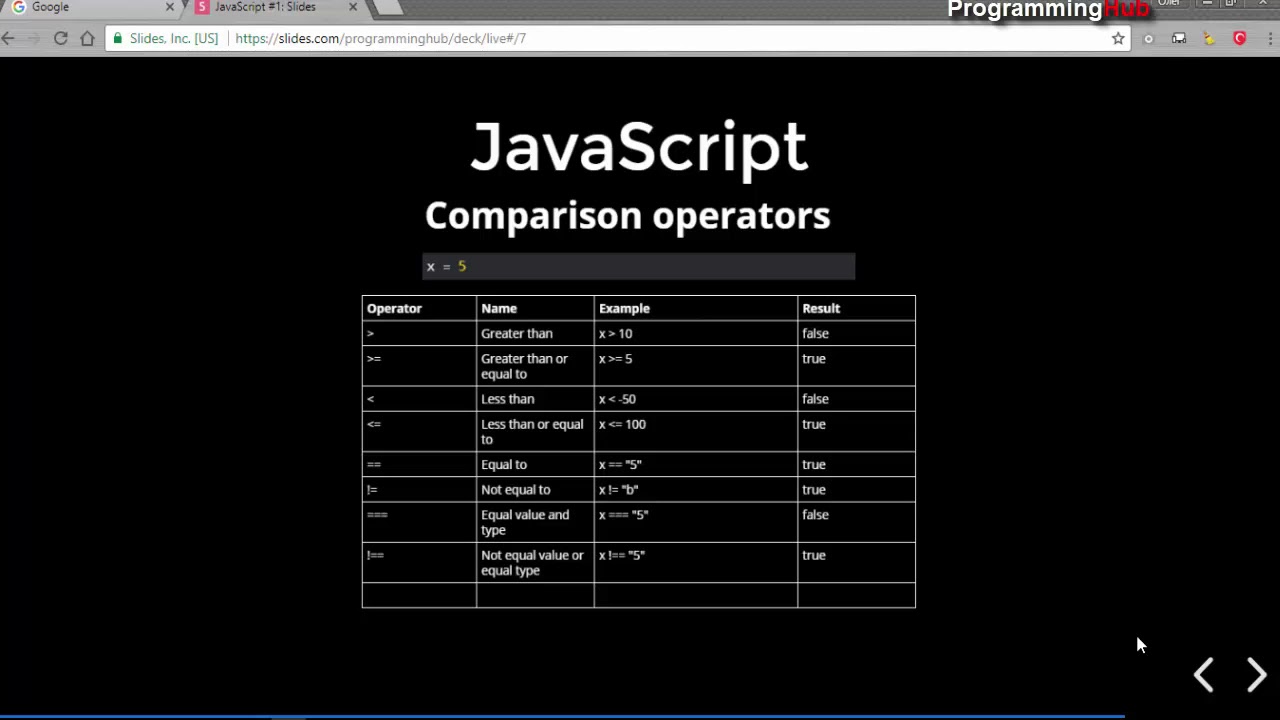 Google
JavaScript #1: Slides
ProgrammingHub
Slides, Inc. [US]
https://slides.com/programminghub/deck/live#/7
JavaScript
Comparison operators
x = 5
Operator Name Example Result
> Greater than x > 10 false
>= Greater than or x >= 5 true
equal to
< Less than x < -50 false
<= Less than or equal x <= 100 true
to
== Equal to x == "5" true
!= Not equal to x != "b" true
=== Equal value and x === "5" false
type
!== Not equal value or x !== "5" true
equal type